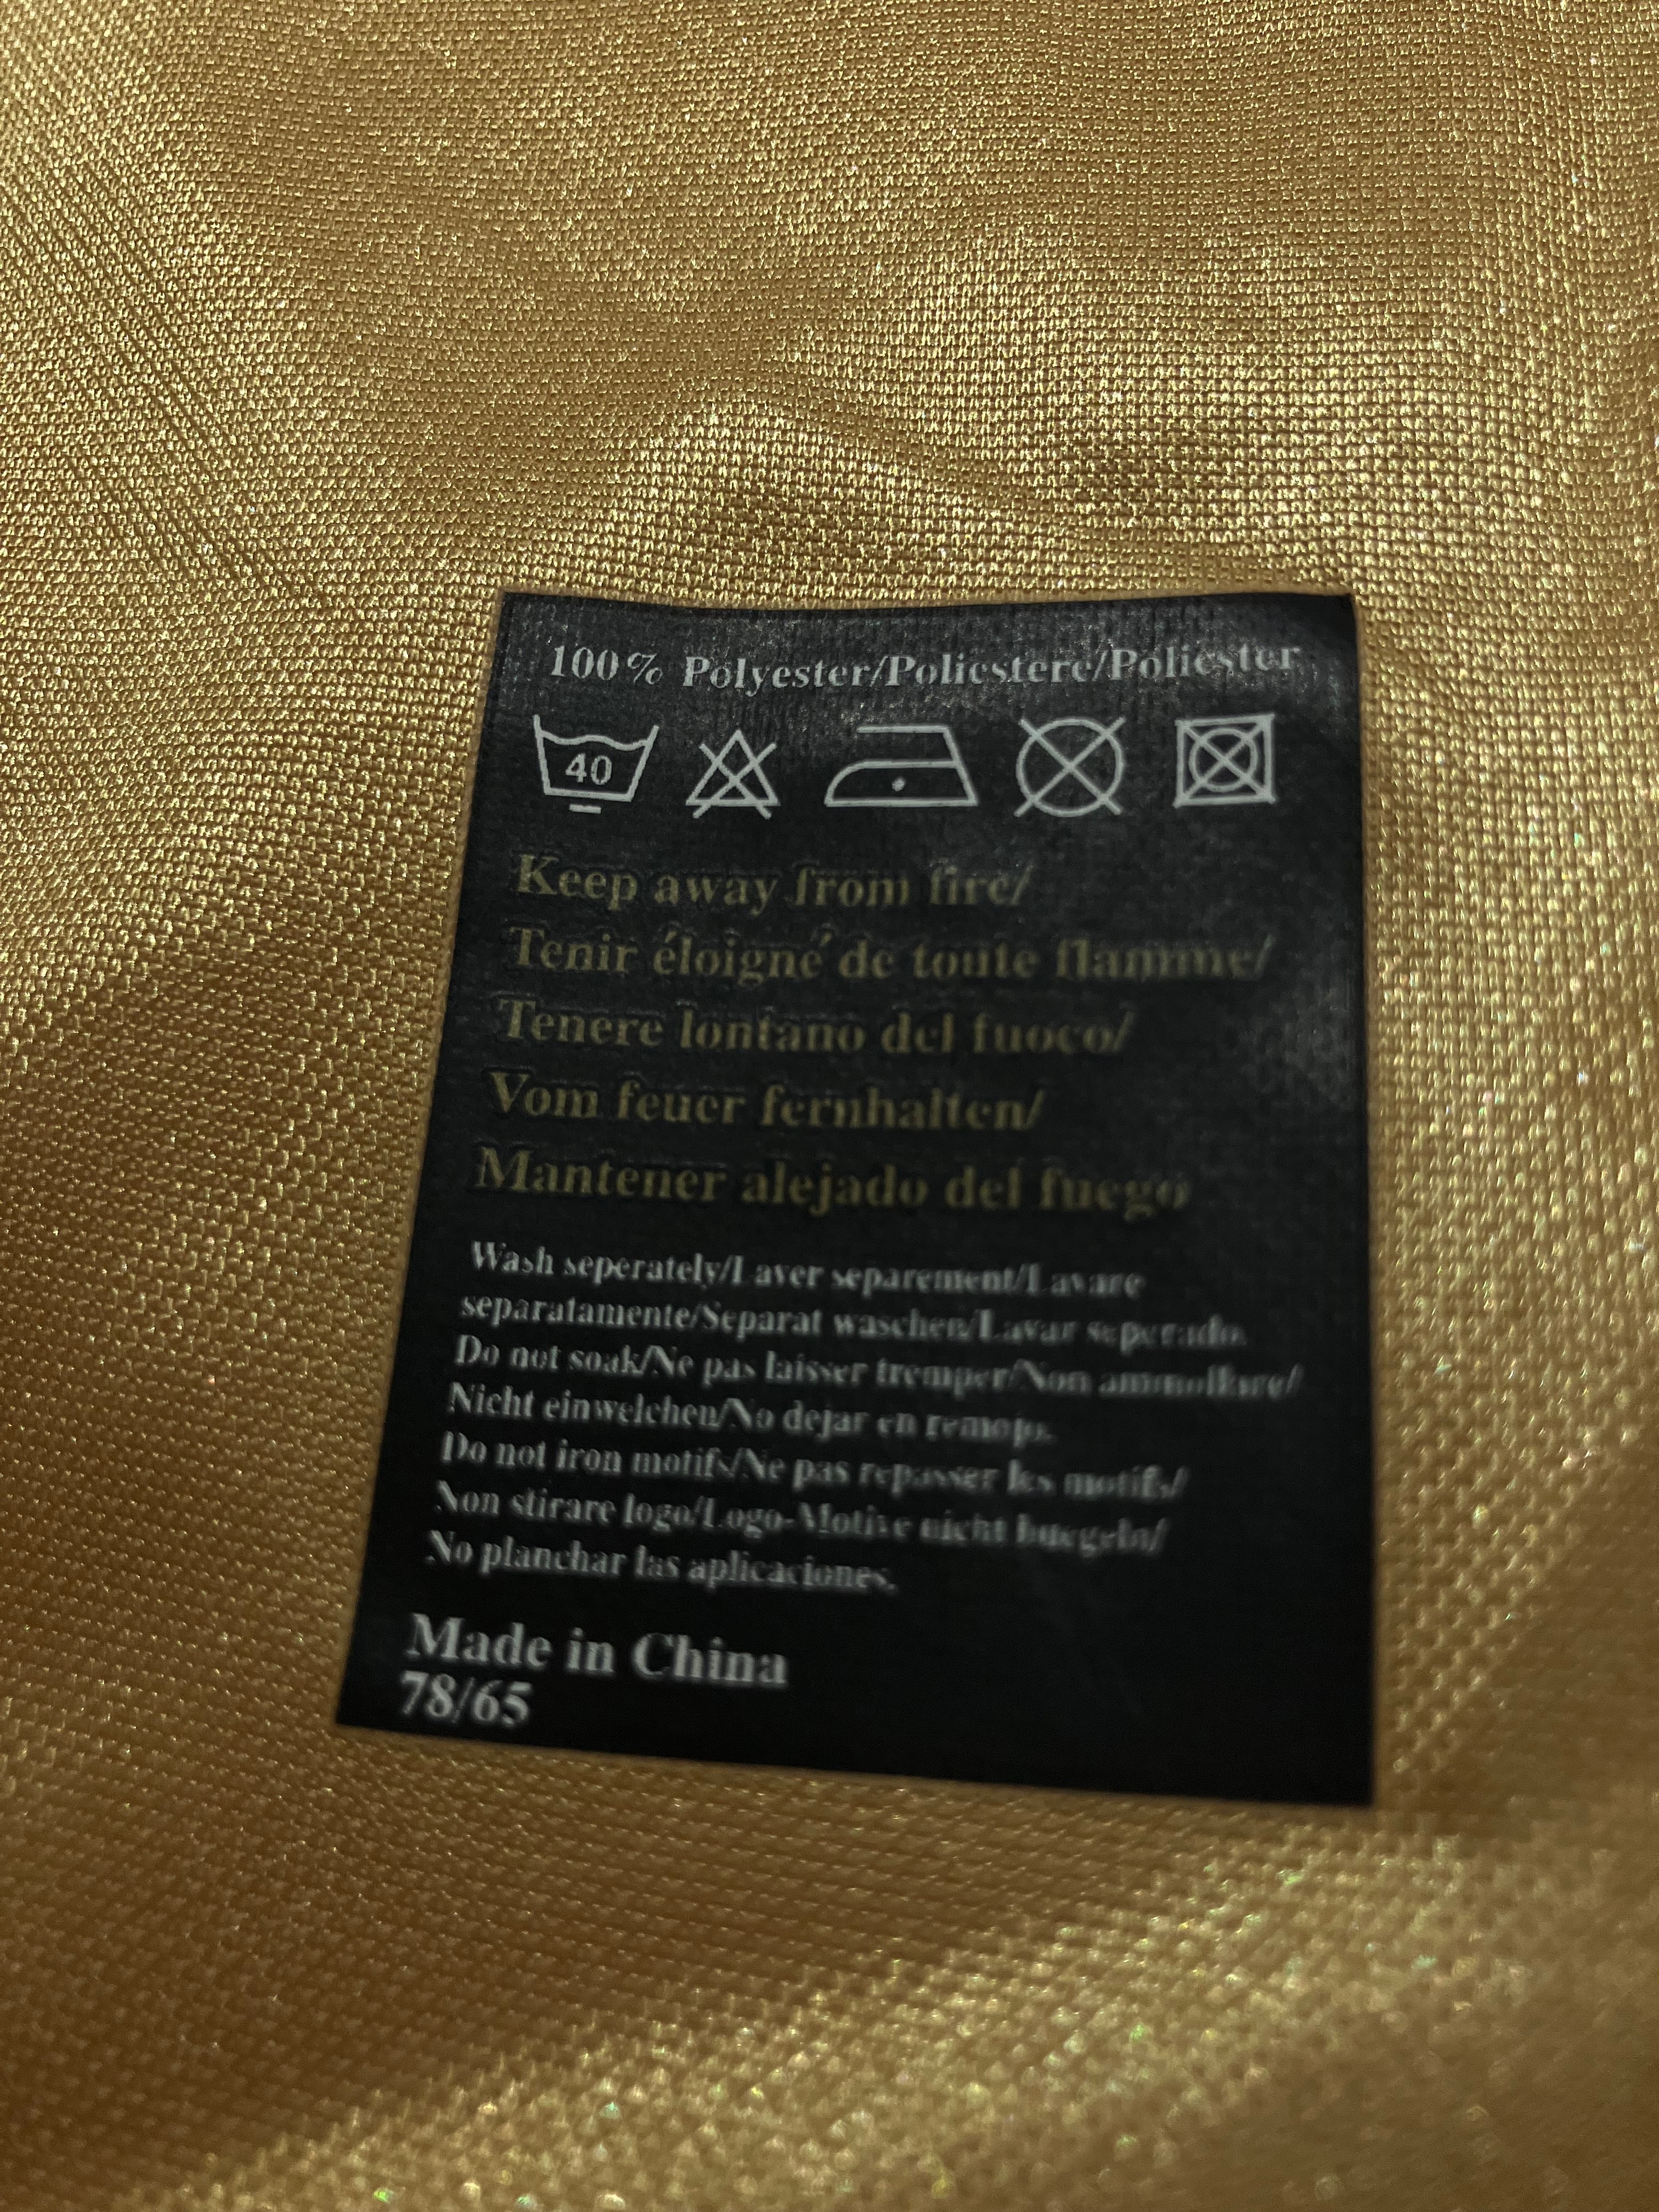 100% Polyester/Poliestere/Poliester
40
Keep away from fire/
Tenir éloigné de toute flamme/
Tenere lontano del fuoco/
Vom feuer fernhalten/
Mantener alejado del fuego
Wash seperately/Laver separement/Lavare
separatamente/Separat waschen/Lavar seperado.
Do not soak/Ne pas laisser tremper/Non ammollare/
Nicht einweichen/No dejar en remojo.
Do not iron motifs/Ne pas repasser les motifs/
Non stirare logo/Logo-Motive nicht buegeln/
No planchar las aplicaciones.
Made in China
78/65